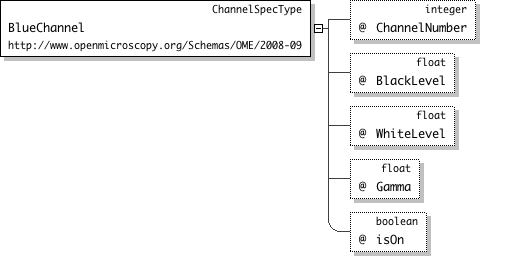 ChannelSpecType
BlueChannel
http://www.openmicroscopy.org/Schemas/OME/2008-09
integer
@ ChannelNumber
float
@ BlackLevel
float
@ WhiteLevel
float
@ Gamma
boolean
@ isOn